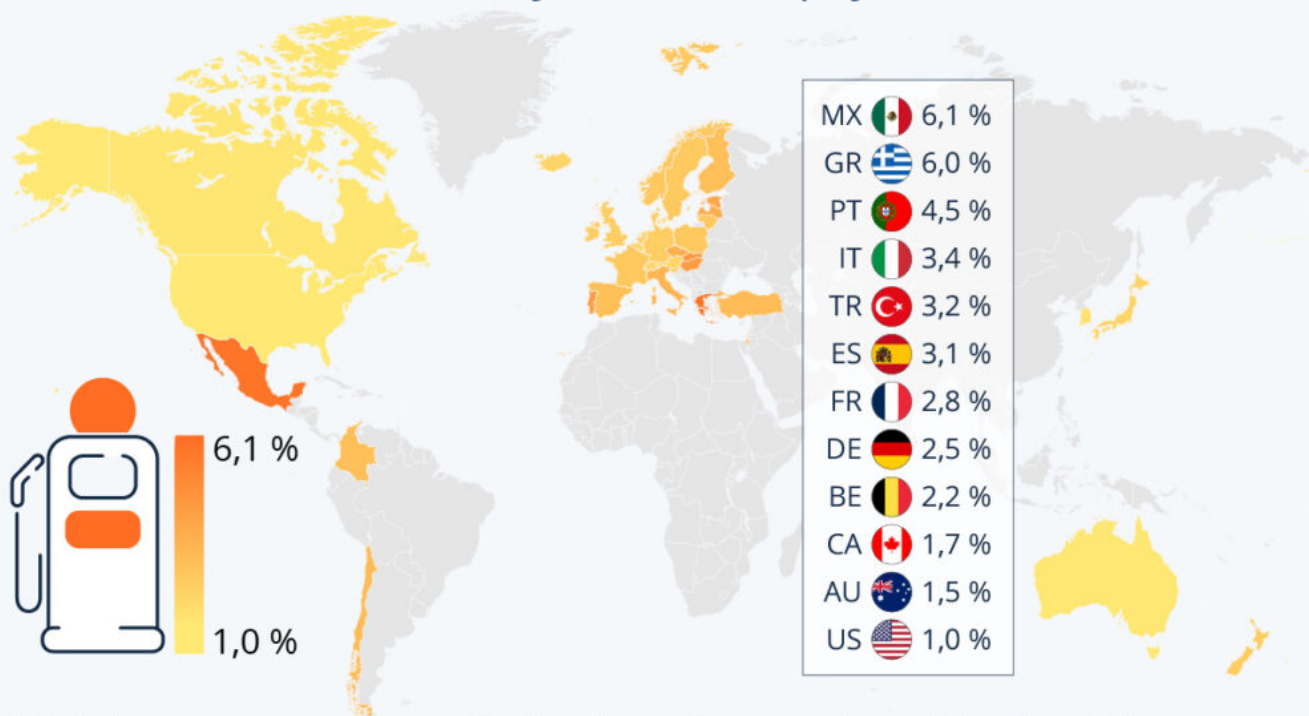 MX 6,1 %
GR 6,0 %
PT 4,5 %
IT 3,4 %
TR 3,2 %
ES 3,1 %
FR 2,8 %
DE 2,5 %
BE 2,2 %
CA 1,7 %
AU 1,5 %
US 1,0 %
6,1 %
1,0 %